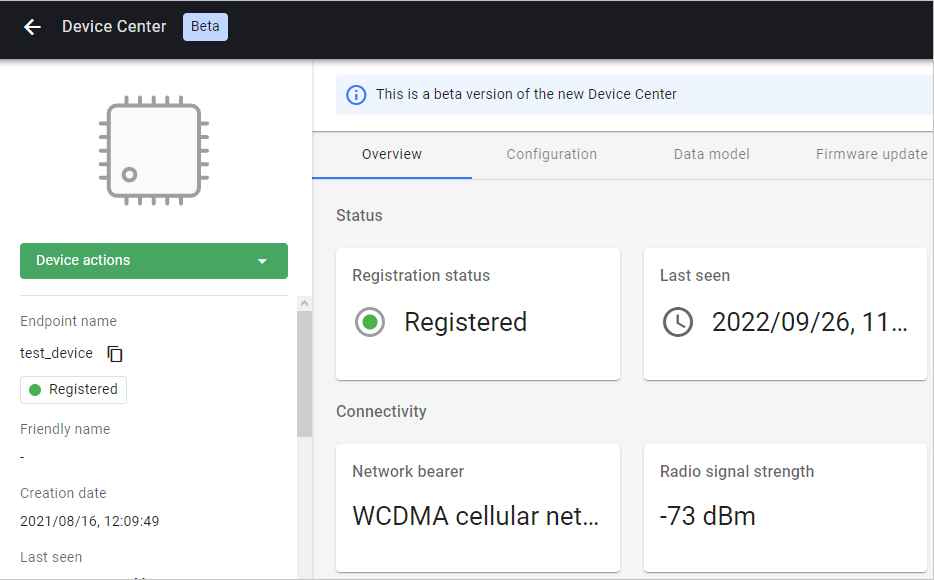 Device Center Beta
This is a beta version of the new Device Center
Overview Configuration Data model Firmware update
Device actions
Endpoint name
test_device
Registered
Friendly name
-
Creation date
2021/08/16, 12:09:49
Last seen
Status
Registration status
Registered
Last seen
2022/09/26, 11...
Connectivity
Network bearer
WCDMA cellular net...
Radio signal strength
-73 dBm